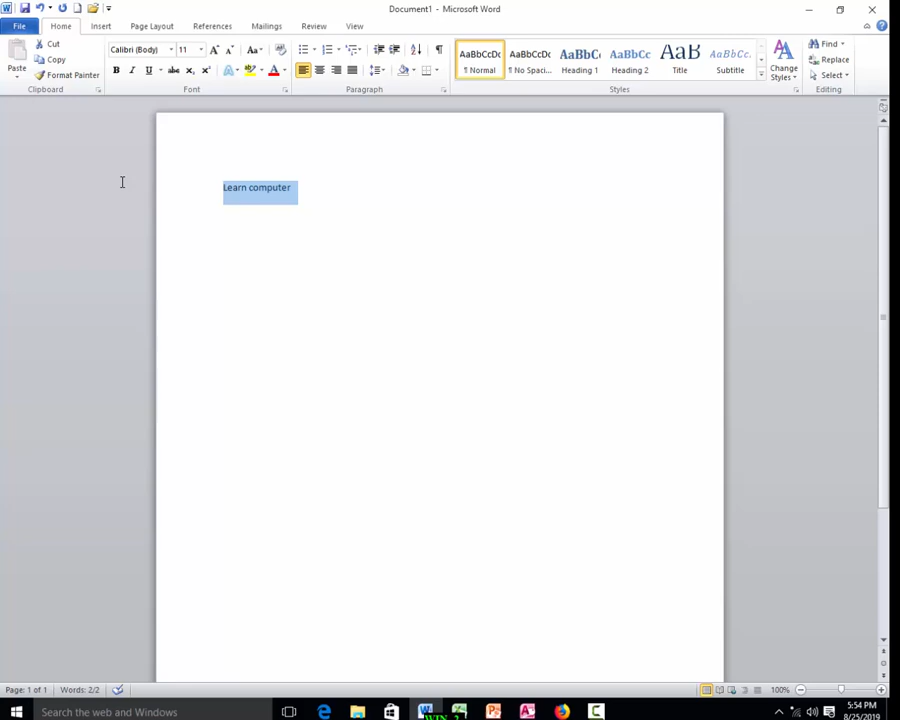 Document1 - Microsoft Word
File Home Insert Page Layout References Mailings Review View
Paste
Cut
Copy
Format Painter
Clipboard
Calibri (Body) 11
Font
Paragraph
AaBbCcDc AaBbCcDc AaBbC( AaBbCc AaB AaBbCc.
¶ Normal ¶ No Spaci... Heading 1 Heading 2 Title Subtitle
Change
Styles
Styles
Find
Replace
Select
Editing
Learn computer
Page: 1 of 1 Words: 2/2 100%
Search the web and Windows
5:54 PM
8/25/2019